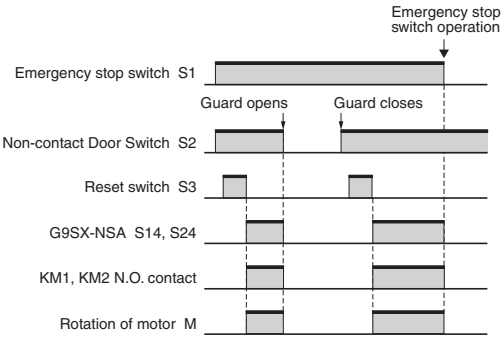 Emergency stop
switch operation
Emergency stop switch S1
Guard opens
Guard closes
Non-contact Door Switch S2
Reset switch S3
G9SX-NSA S14, S24
KM1, KM2 N.O. contact
Rotation of motor M